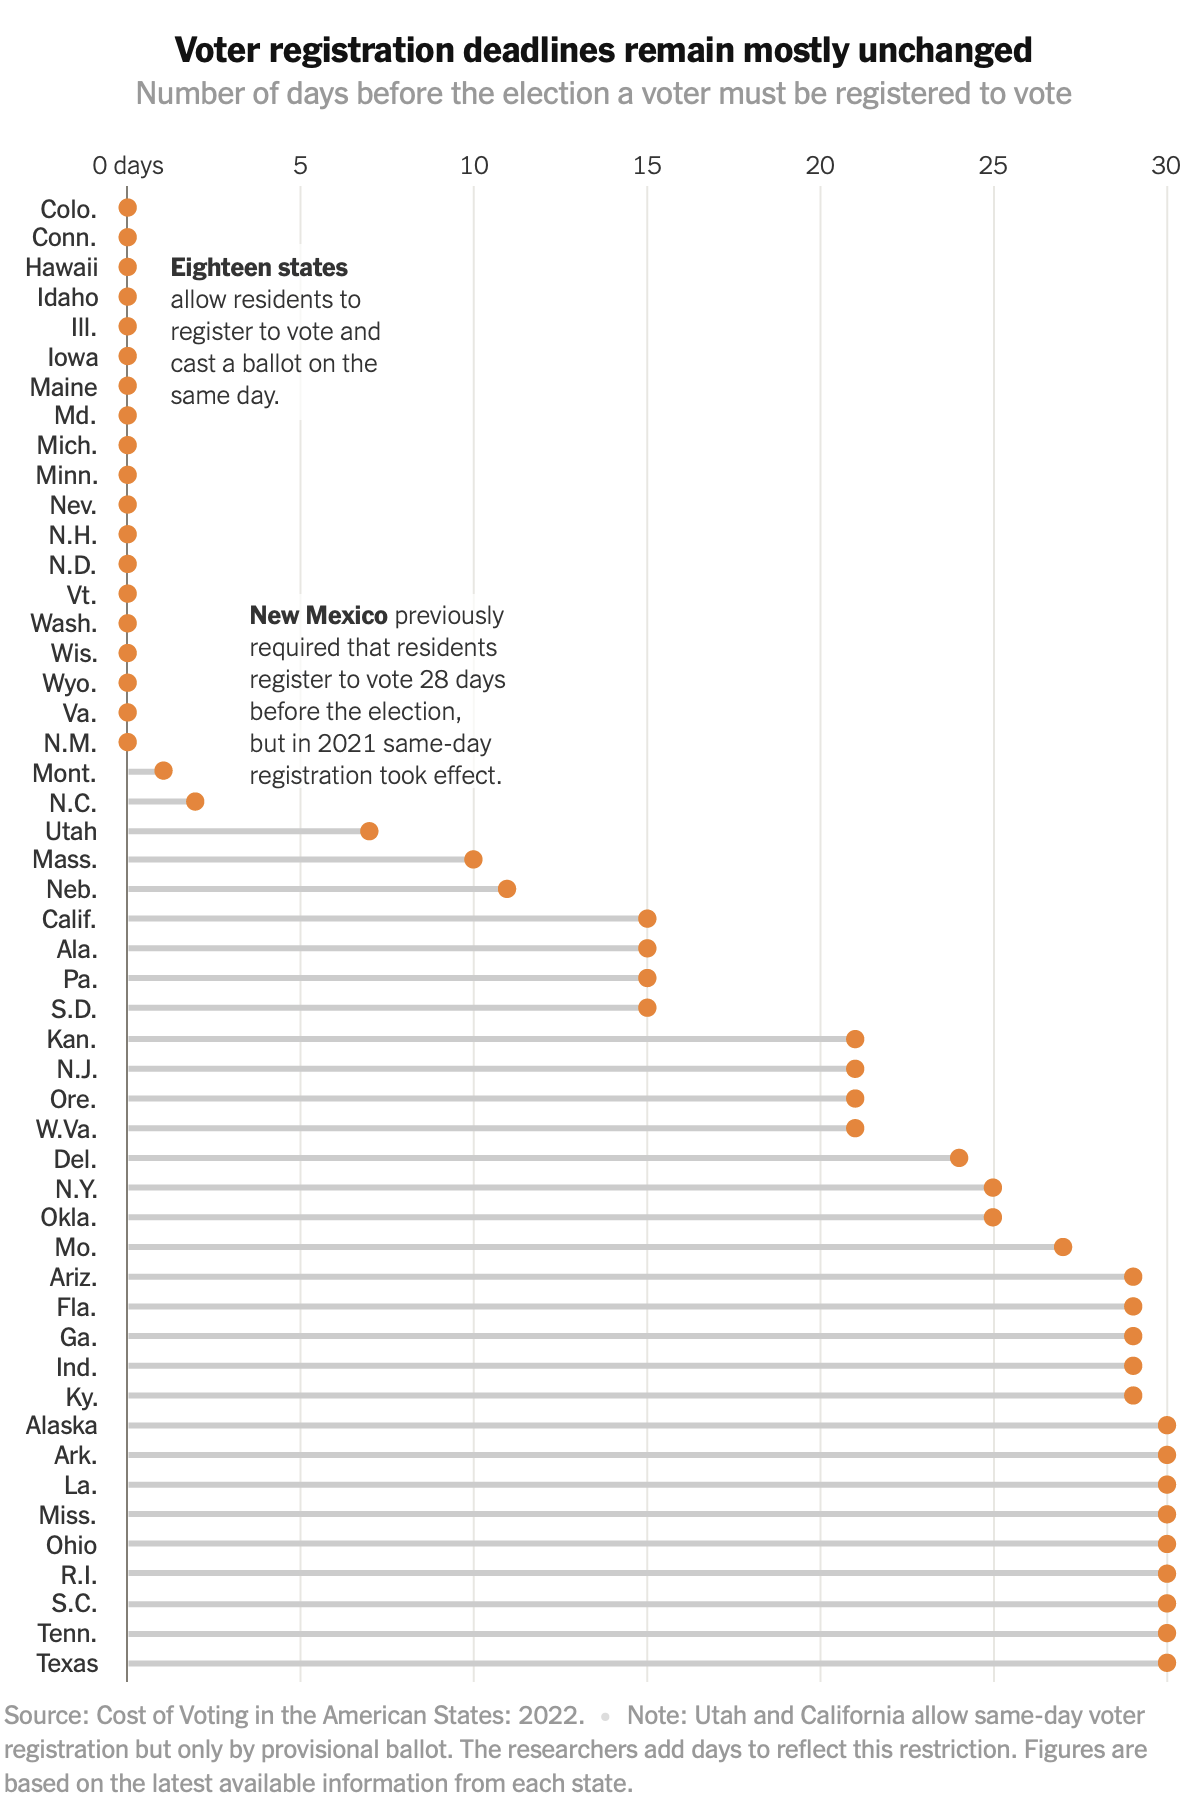 Voter registration deadlines remain mostly unchanged
Number of days before the election a voter must be registered to vote
0 days 5 10 15 20 25 30
Colo.
Conn.
Hawaii
Idaho
Ill.
Iowa
Maine
Md.
Mich.
Minn.
Nev.
N.H.
N.D.
Vt.
Wash.
Wis.
Wyo.
Va.
N.M.
Mont.
N.C.
Utah
Mass.
Neb.
Calif.
Ala.
Pa.
S.D.
Kan.
N.J.
Ore.
W.Va.
Del.
N.Y.
Okla.
Mo.
Ariz.
Fla.
Ga.
Ind.
Ky.
Alaska
Ark.
La.
Miss.
Ohio
R.I.
S.C.
Tenn.
Texas
Eighteen states
allow residents to
register to vote and
cast a ballot on the
same day.
New Mexico previously
required that residents
register to vote 28 days
before the election,
but in 2021 same-day
registration took effect.
Source: Cost of Voting in the American States: 2022. • Note: Utah and California allow same-day voter
registration but only by provisional ballot. The researchers add days to reflect this restriction. Figures are
based on the latest available information from each state.